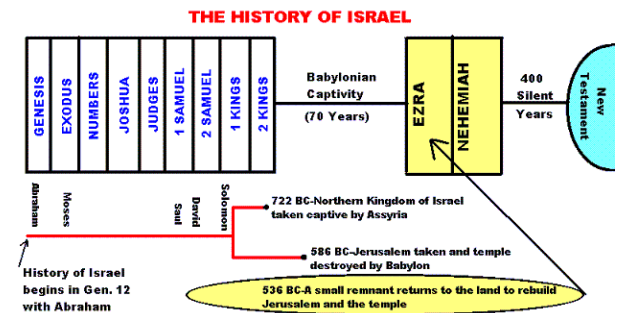 THE HISTORY OF ISRAEL
GENESIS
EXODUS
NUMBERS
JOSHUA
JUDGES
1 SAMUEL
2 SAMUEL
1 KINGS
2 KINGS
Babylonian
Captivity
(70 Years)
EZRA
NEHEMIAH
400
Silent
Years
New
Testament
Abraham
Moses
Saul
David
Solomon
722 BC-Northern Kingdom of Israel
taken captive by Assyria
586 BC-Jerusalem taken and temple
destroyed by Babylon
History of Israel
begins in Gen. 12
with Abraham
536 BC-A small remnant returns to the land to rebuild
Jerusalem and the temple